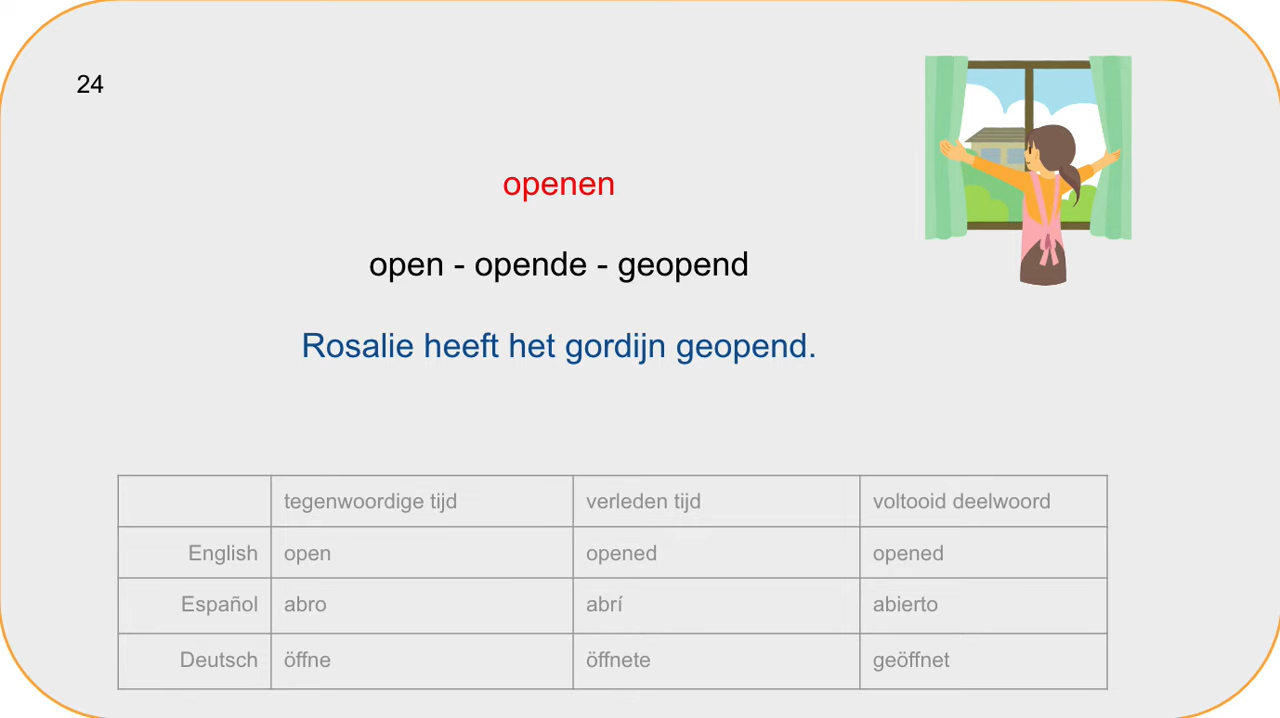 24
openen
open - opende - geopend
Rosalie heeft het gordijn geopend.
tegenwoordige tijd verleden tijd voltooid deelwoord
English open opened opened
Español abro abrí abierto
Deutsch öffne öffnete geöffnet